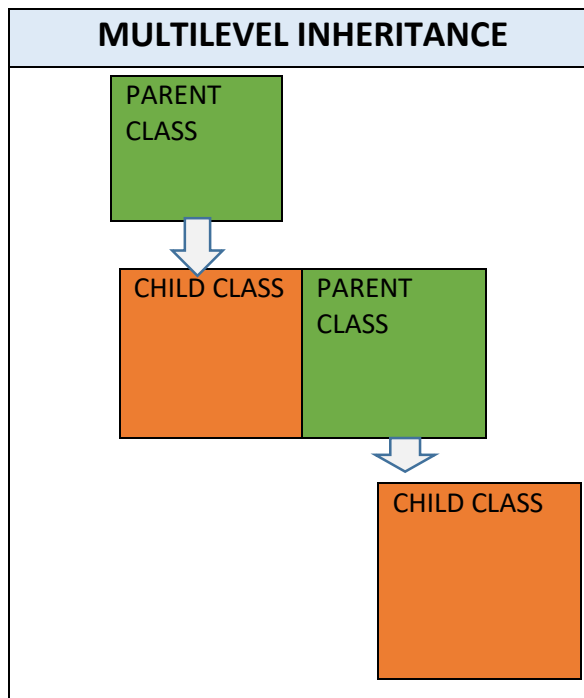 MULTILEVEL INHERITANCE
PARENT
CLASS
CHILD CLASS
PARENT
CLASS
CHILD CLASS